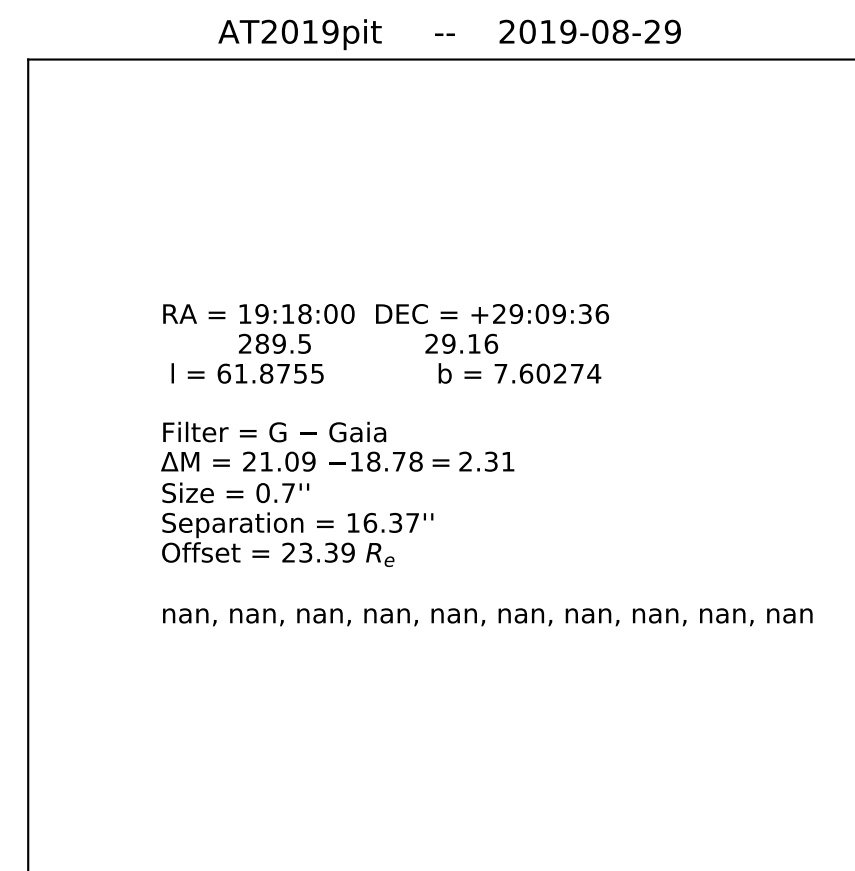 AT2019pit -- 2019-08-29
RA = 19:18:00 DEC = +29:09:36
289.5 29.16
l = 61.8755 b = 7.60274
Filter = G − Gaia
ΔM = 21.09 −18.78 = 2.31
Size = 0.7''
Separation = 16.37''
Offset = 23.39 Rₑ
nan, nan, nan, nan, nan, nan, nan, nan, nan, nan